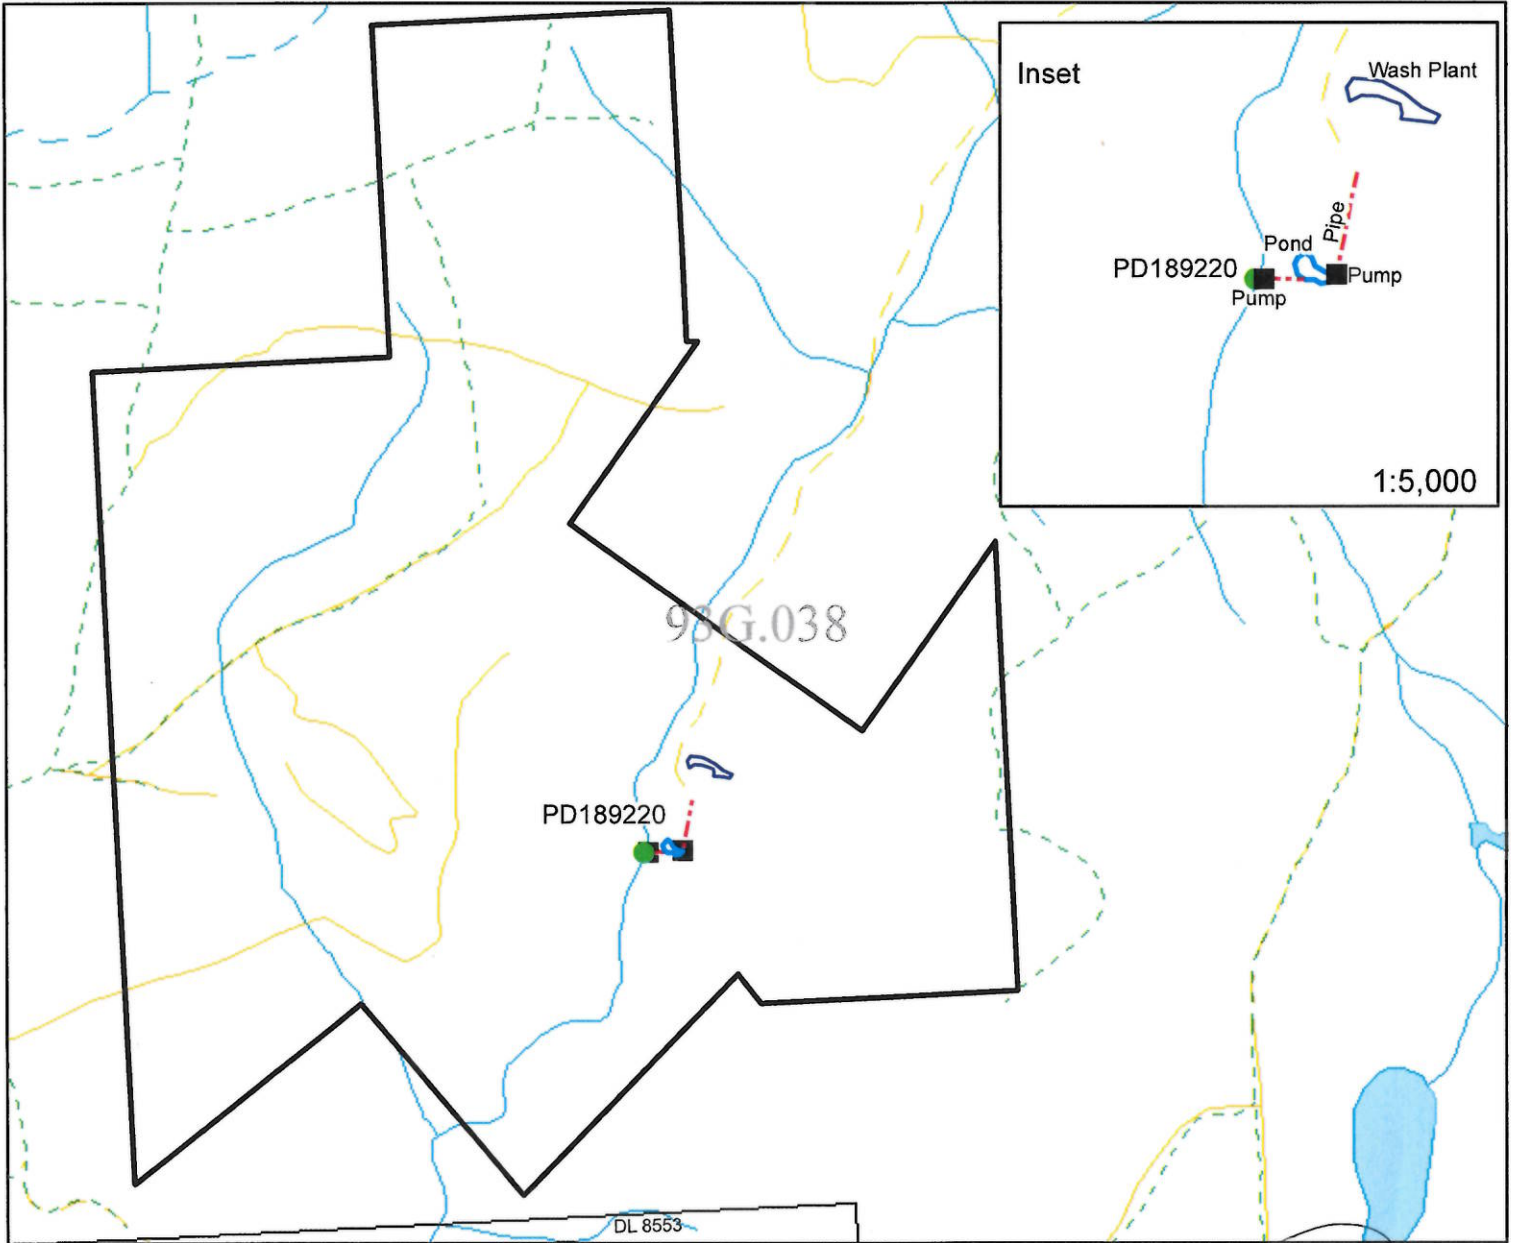 Inset
Wash Plant
Pipe
Pond
PD189220
Pump
Pump
1:5,000
93G.038
PD189220
DL 8553